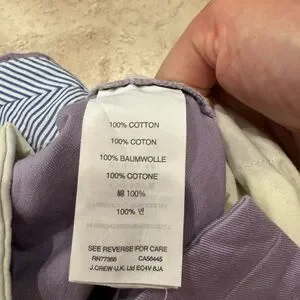 100% COTTON
100% COTON
100% BAUMWOLLE
100% COTONE
綿 100%
100% 면
SEE REVERSE FOR CARE
RN77388 CA56445
J.CREW U.K. Ltd EC4V 6JA